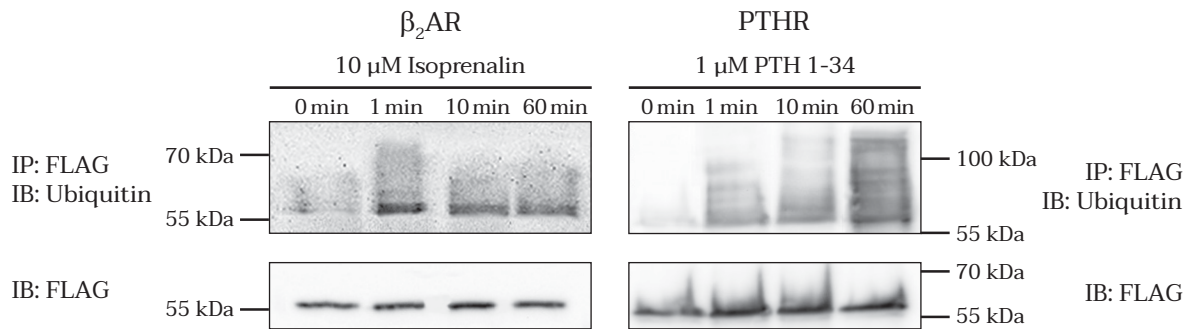 β₂AR
PTHR
10 µM Isoprenalin
1 µM PTH 1-34
0 min 1 min 10 min 60 min
0 min 1 min 10 min 60 min
IP: FLAG
IB: Ubiquitin
70 kDa
55 kDa
100 kDa
55 kDa
IP: FLAG
IB: Ubiquitin
IB: FLAG
55 kDa
70 kDa
55 kDa
IB: FLAG